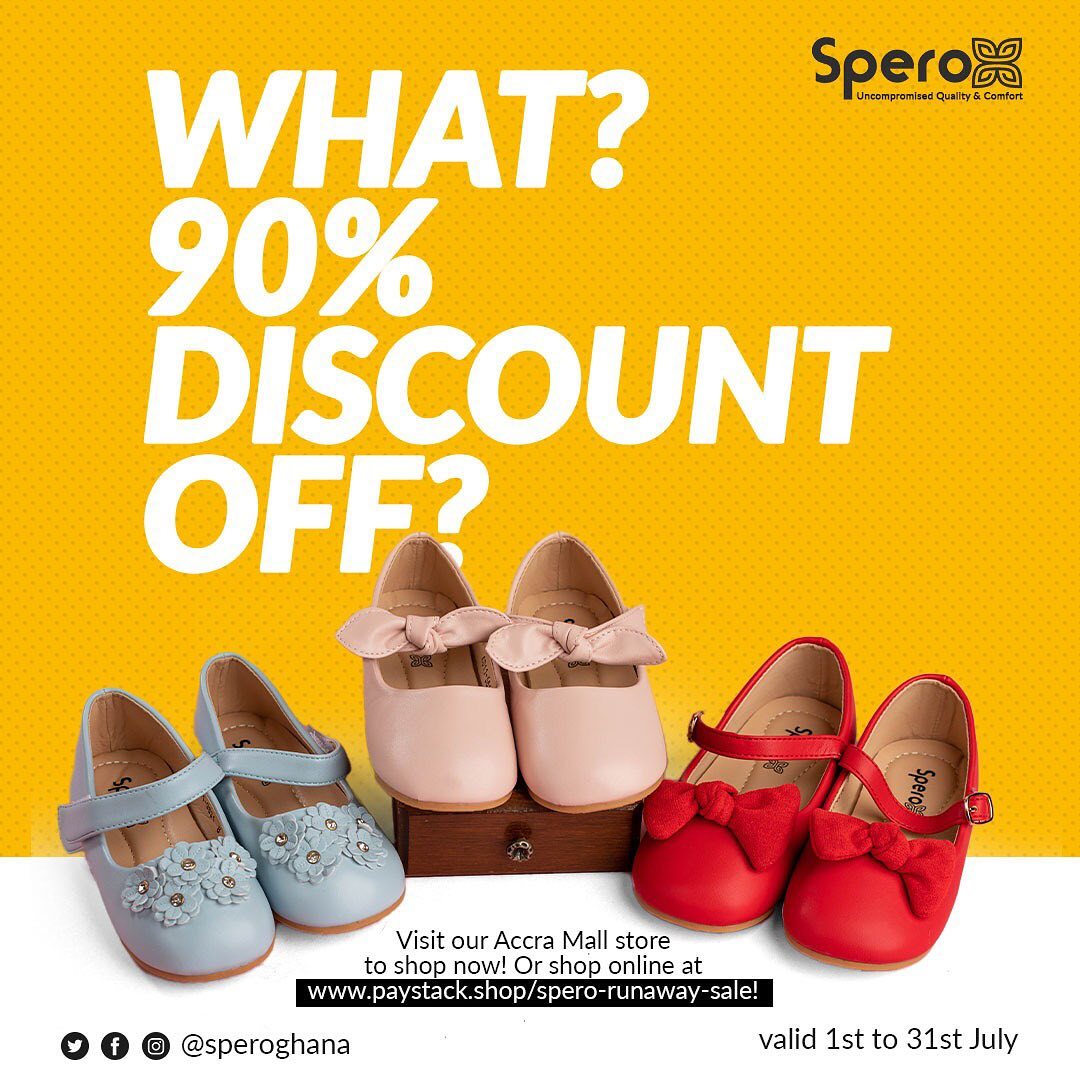 Spero
Uncompromised Quality & Comfort
WHAT?
90%
DISCOUNT
OFF?
Spero
Visit our Accra Mall store
to shop now! Or shop online at
www.paystack.shop/spero-runaway-sale!
@speroghana
valid 1st to 31st July